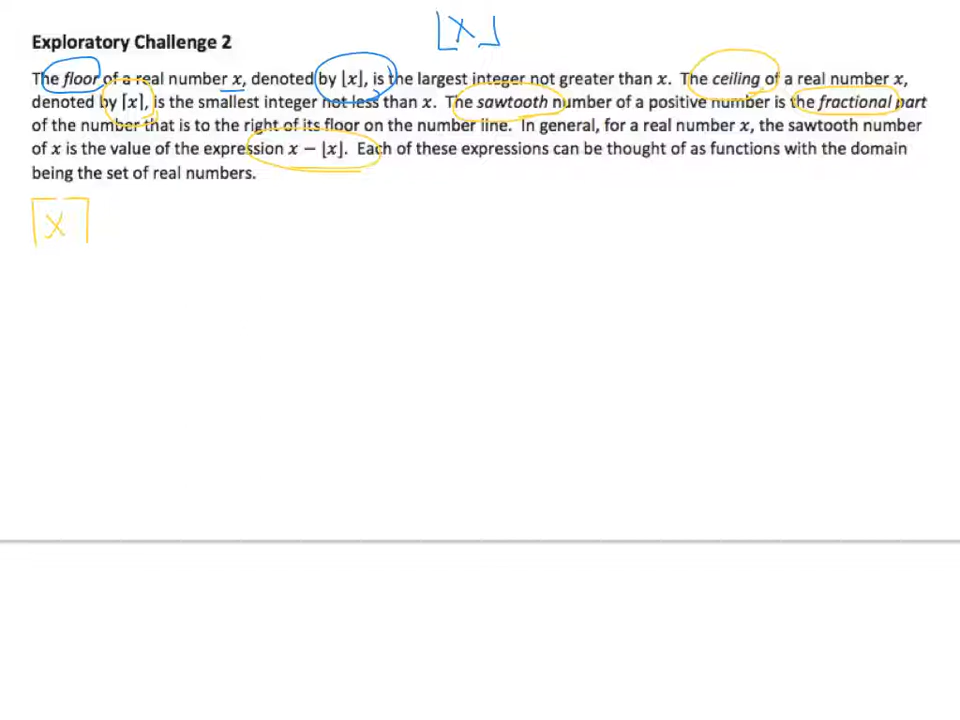 ⌊x⌋
Exploratory Challenge 2
The floor of a real number x, denoted by ⌊x⌋, is the largest integer not greater than x. The ceiling of a real number x,
denoted by ⌈x⌉, is the smallest integer not less than x. The sawtooth number of a positive number is the fractional part
of the number that is to the right of its floor on the number line. In general, for a real number x, the sawtooth number
of x is the value of the expression x − ⌊x⌋. Each of these expressions can be thought of as functions with the domain
being the set of real numbers.
⌈x⌉